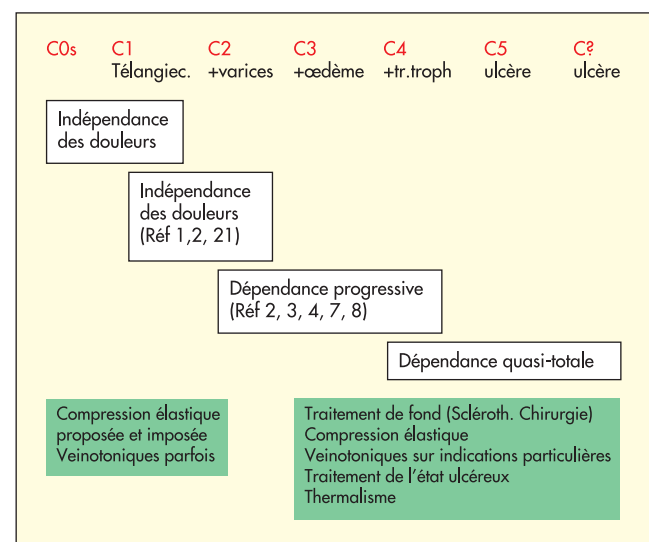 C0s C1 C2 C3 C4 C5 C?
Télangiec. +varices +œdème +tr.troph ulcère ulcère
Indépendance
des douleurs
Indépendance
des douleurs
(Réf 1,2, 21)
Dépendance progressive
(Réf 2, 3, 4, 7, 8)
Dépendance quasi-totale
Compression élastique
proposée et imposée
Veinotoniques parfois
Traitement de fond (Scléroth. Chirurgie)
Compression élastique
Veinotoniques sur indications particulières
Traitement de l'état ulcéreux
Thermalisme